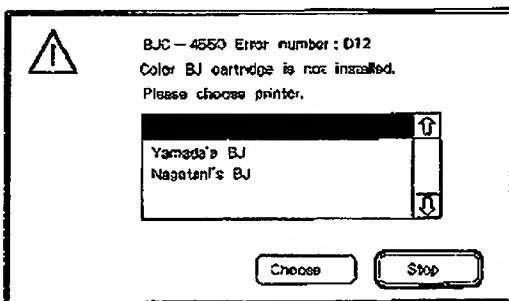 BJC-4550 Error number : D12
Color BJ cartridge is not installed.
Please choose printer.
Yamada's BJ
Nagatani's BJ
Choose
Stop